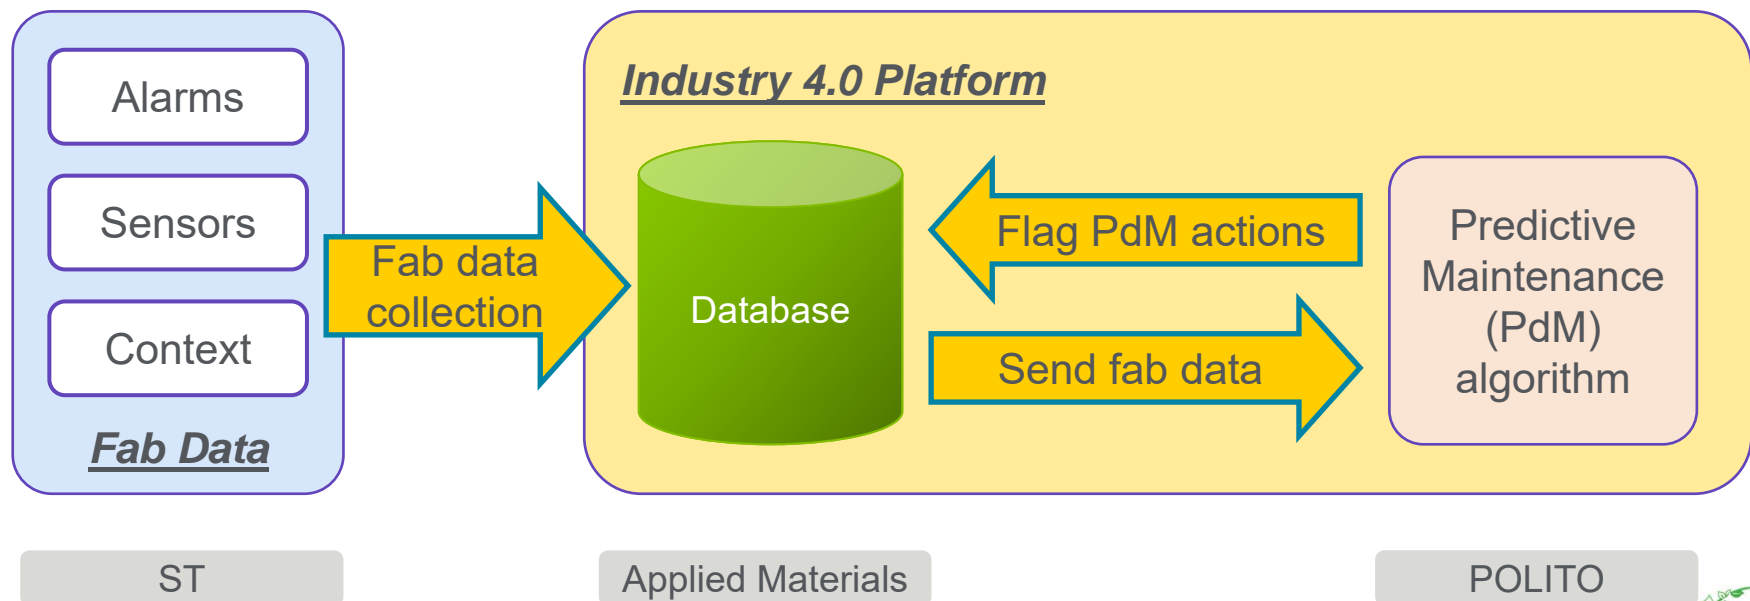 Alarms
Sensors
Context
Fab Data
Fab data
collection
Industry 4.0 Platform
Database
Flag PdM actions
Send fab data
Predictive
Maintenance
(PdM)
algorithm
ST
Applied Materials
POLITO